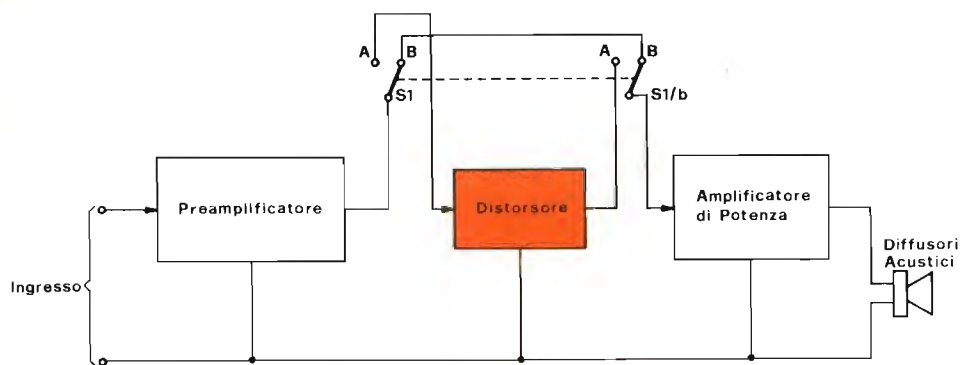 A
B
S1
A
B
S1/b
Preamplificatore
Distorsore
Amplificatore
di Potenza
Diffusori
Acustici
Ingresso